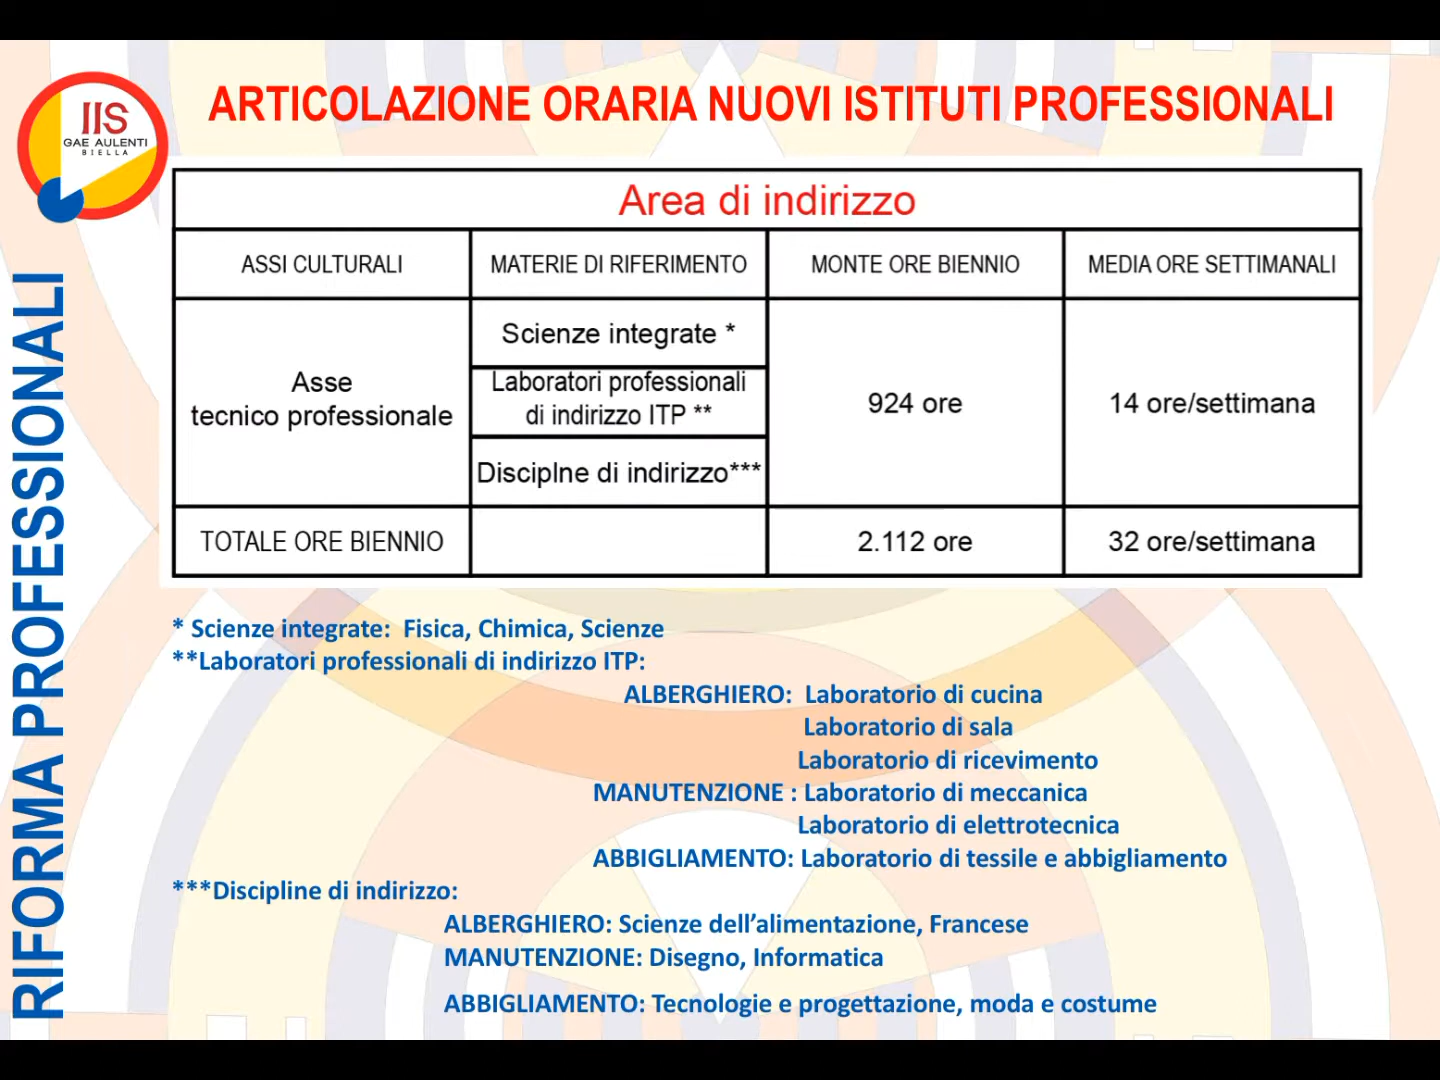 ARTICOLAZIONE ORARIA NUOVI ISTITUTI PROFESSIONALI
IIS
GAE AULENTI
BIELLA
RIFORMA PROFESSIONALI
Area di indirizzo
ASSI CULTURALI
MATERIE DI RIFERIMENTO
MONTE ORE BIENNIO
MEDIA ORE SETTIMANALI
Asse
tecnico professionale
Scienze integrate *
Laboratori professionali
di indirizzo ITP **
Disciplne di indirizzo***
924 ore
14 ore/settimana
TOTALE ORE BIENNIO
2.112 ore
32 ore/settimana
* Scienze integrate: Fisica, Chimica, Scienze
**Laboratori professionali di indirizzo ITP:
ALBERGHIERO: Laboratorio di cucina
Laboratorio di sala
Laboratorio di ricevimento
MANUTENZIONE : Laboratorio di meccanica
Laboratorio di elettrotecnica
ABBIGLIAMENTO: Laboratorio di tessile e abbigliamento
***Discipline di indirizzo:
ALBERGHIERO: Scienze dell’alimentazione, Francese
MANUTENZIONE: Disegno, Informatica
ABBIGLIAMENTO: Tecnologie e progettazione, moda e costume